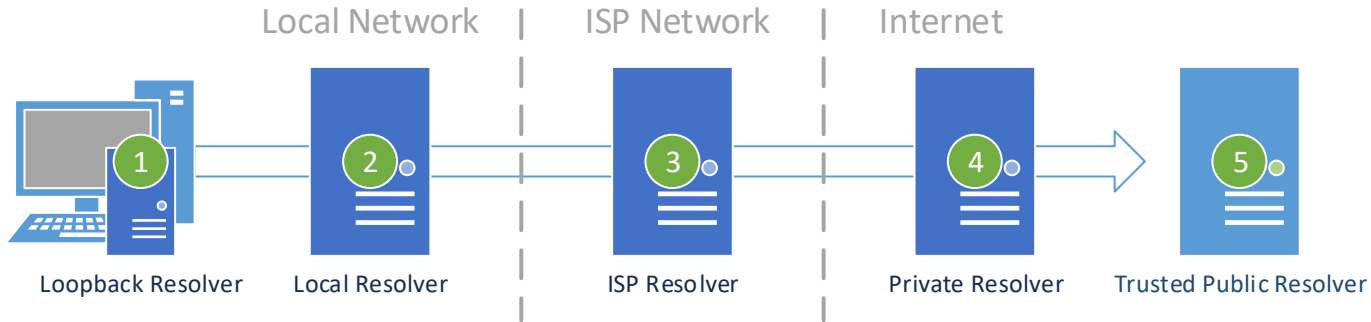 Local Network
ISP Network
Internet
1
2
3
4
5
Loopback Resolver
Local Resolver
ISP Resolver
Private Resolver
Trusted Public Resolver